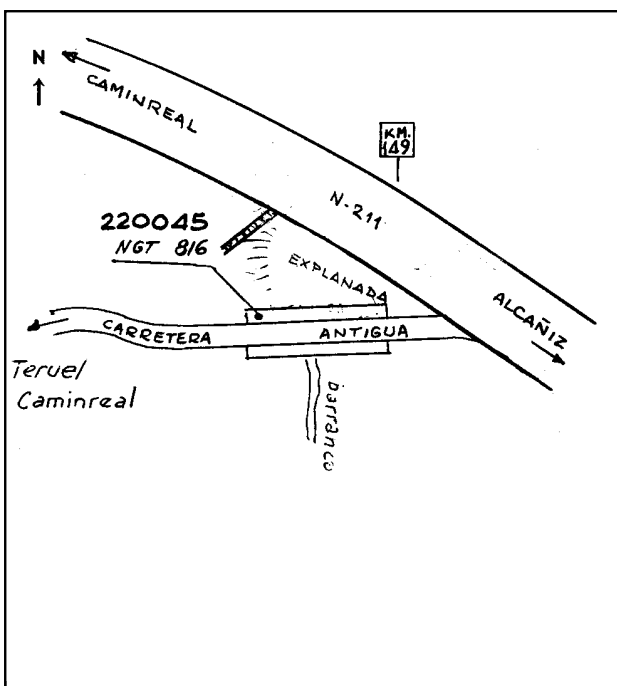 N
CAMINREAL
KM.
149
N-211
220045
NGT 816
EXPLANADA
ALCAÑIZ
CARRETERA ANTIGUA
Teruel
Caminreal
barranco